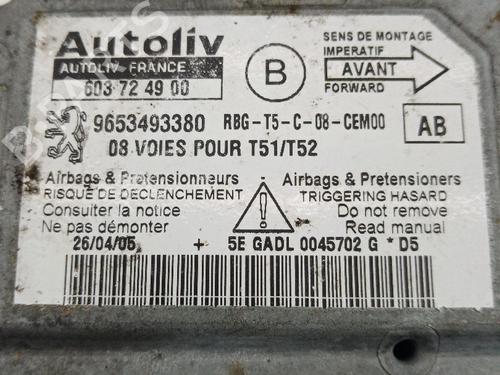 Autoliv
AUTOLIV - FRANCE
603 72 49 00
B
SENS DE MONTAGE
IMPERATIF
AVANT
FORWARD
9653493380 RBG-T5-C-08-CEM00
AB
08 VOIES POUR T51/T52
Airbags & Pretensionneurs
RISQUE DE DECLENCHEMENT
Consulter la notice
Ne pas démonter
Airbags & Pretensioners
TRIGGERING HASARD
Do not remove
Read manual
26/04/05 + 5E GADL 0045702 G * D5